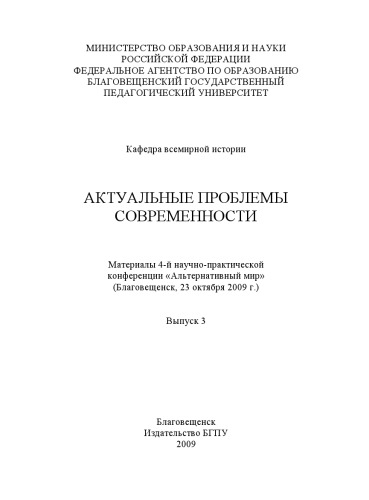 МИНИСТЕРСТВО ОБРАЗОВАНИЯ И НАУКИ
РОССИЙСКОЙ ФЕДЕРАЦИИ
ФЕДЕРАЛЬНОЕ АГЕНТСТВО ПО ОБРАЗОВАНИЮ
БЛАГОВЕЩЕНСКИЙ ГОСУДАРСТВЕННЫЙ
ПЕДАГОГИЧЕСКИЙ УНИВЕРСИТЕТ
Кафедра всемирной истории
АКТУАЛЬНЫЕ ПРОБЛЕМЫ
СОВРЕМЕННОСТИ
Материалы 4-й научно-практической
конференции «Альтернативный мир»
(Благовещенск, 23 октября 2009 г.)
Выпуск 3
Благовещенск
Издательство БГПУ
2009